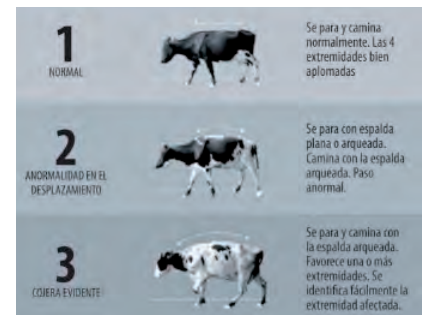 1
NORMAL
Se para y camina
normalmente. Las 4
extremidades bien
aplomadas
2
ANORMALIDAD EN EL
DESPLAZAMIENTO
Se para con espalda
plana o arqueada.
Camina con la espalda
arqueada. Paso
anormal.
3
COJERA EVIDENTE
Se para y camina con
la espalda arqueada.
Favorece una o más
extremidades. Se
identifica fácilmente la
extremidad afectada.